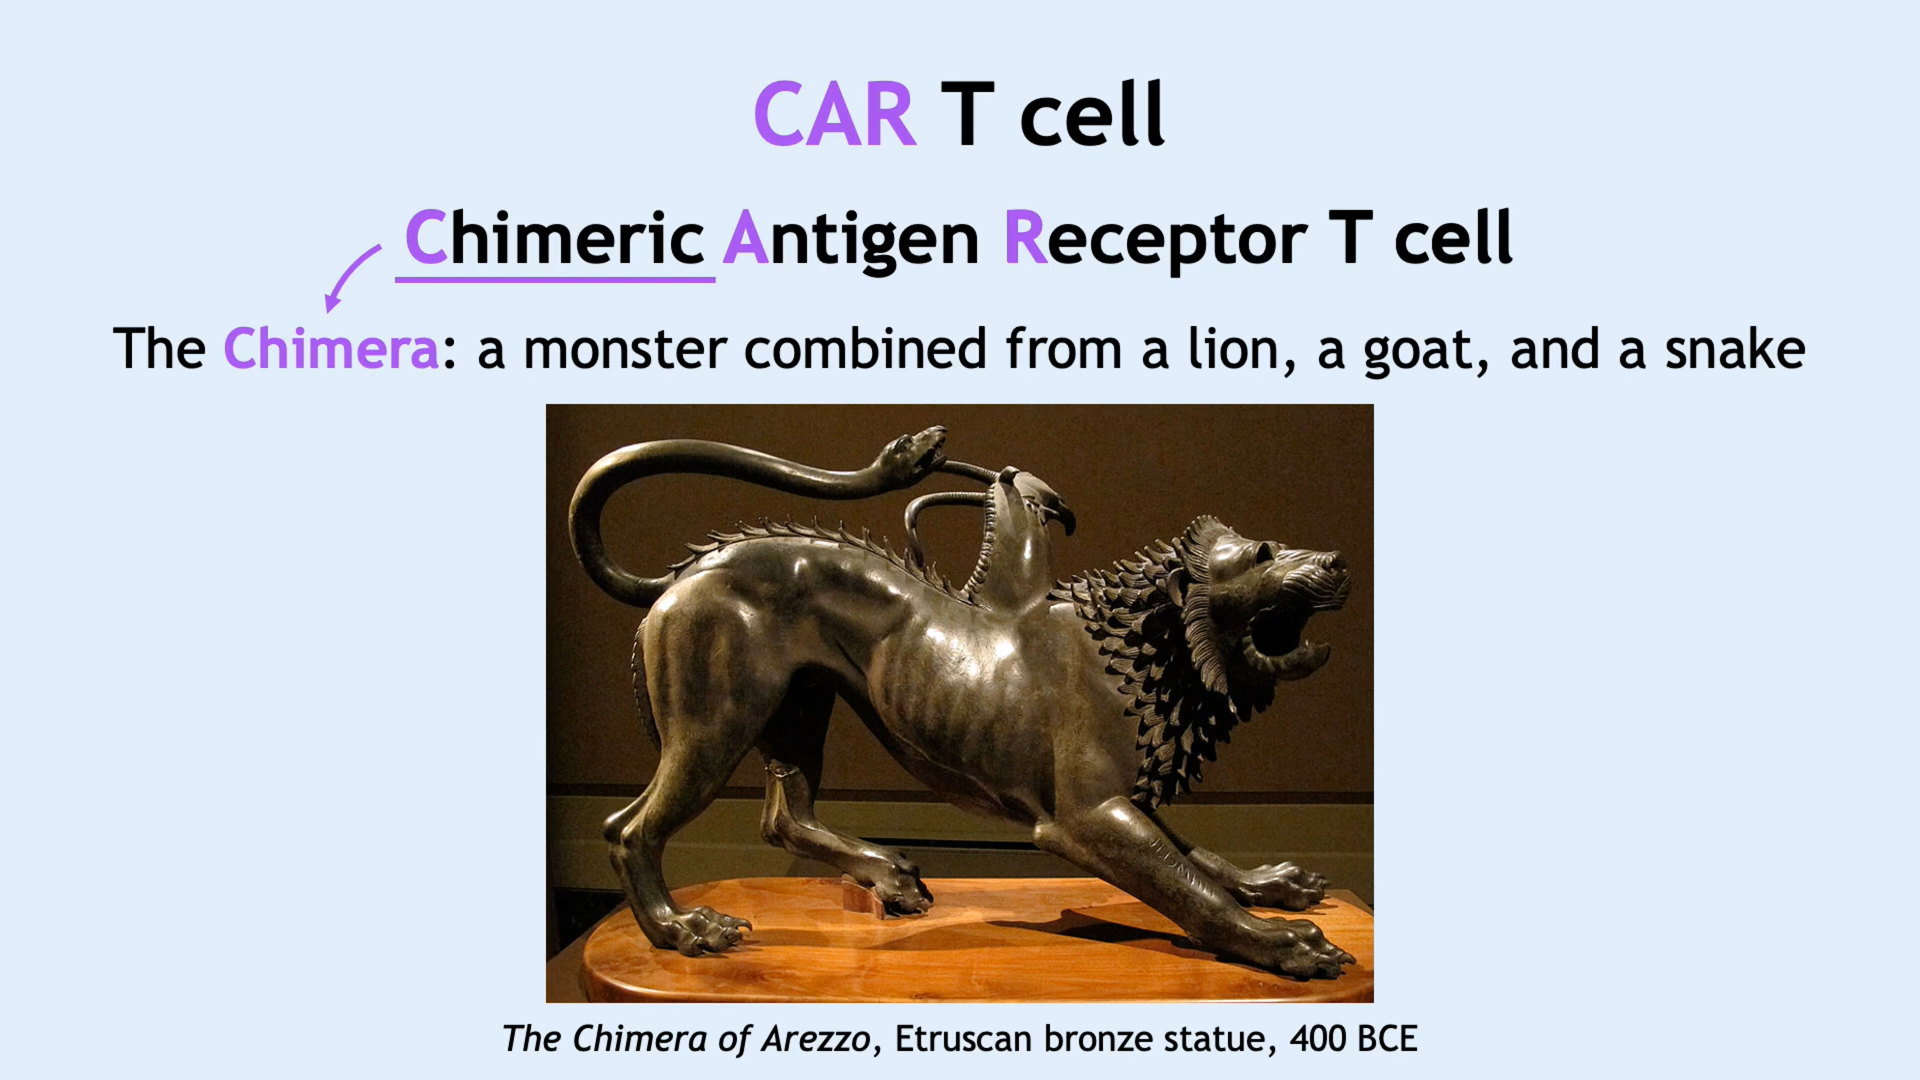 CAR T cell
Chimeric Antigen Receptor T cell
The Chimera: a monster combined from a lion, a goat, and a snake
The Chimera of Arezzo, Etruscan bronze statue, 400 BCE